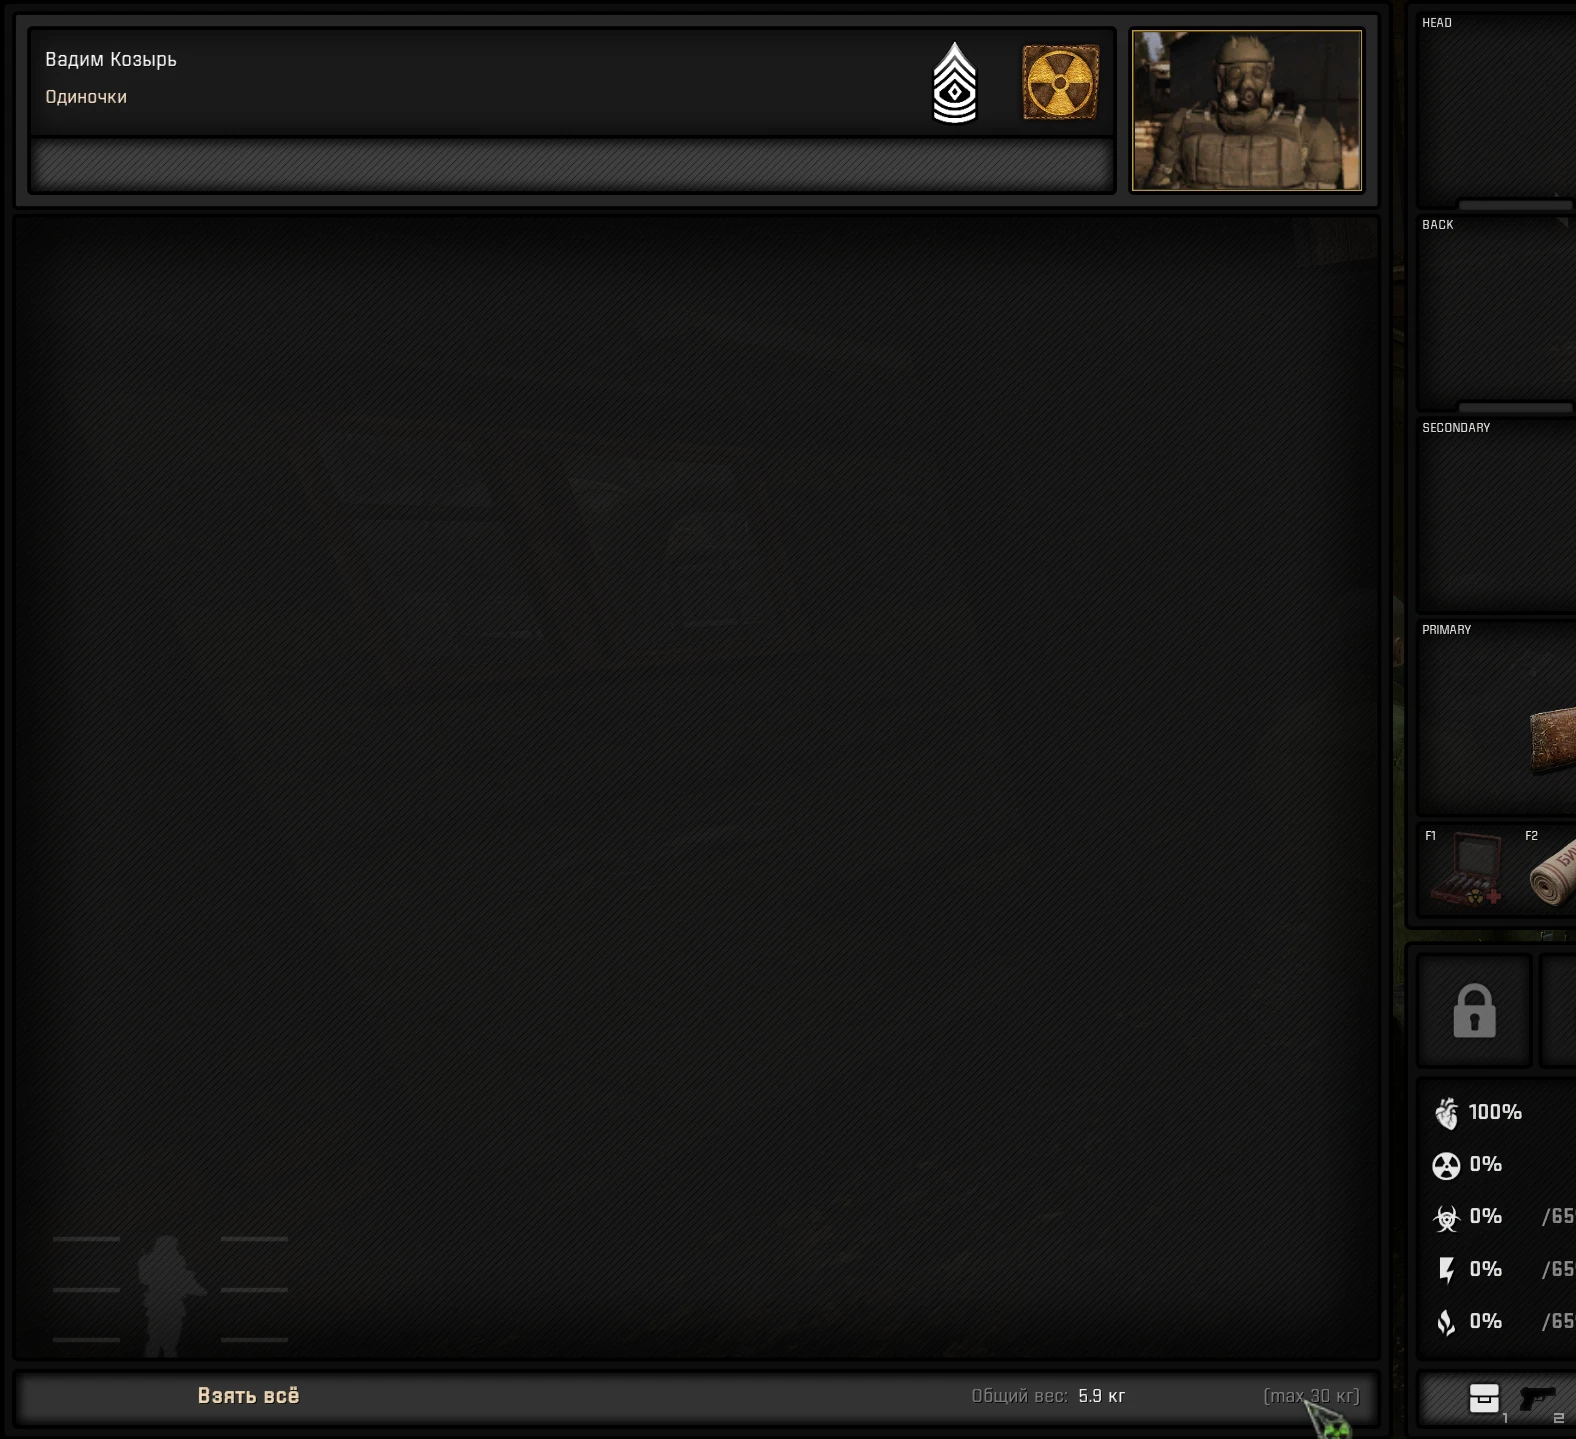 Вадим Козырь
Одиночки
Взять всё
Общий вес: 5.9 кг
(max 30 кг)
HEAD
BACK
SECONDARY
PRIMARY
F1
F2
100%
0%
0%
0%
0%
1
2